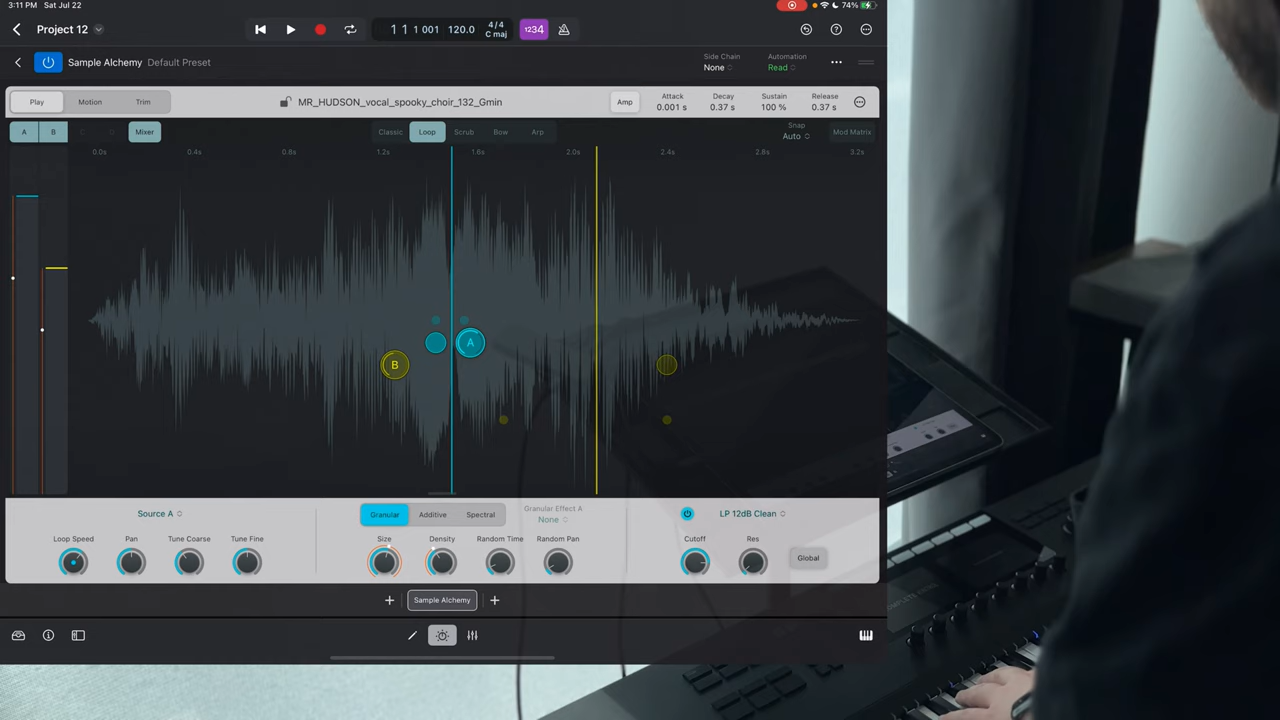 3:11 PM Sat Jul 22
74%
Project 12
1 1 1 001 120.0 4/4 C maj
1234
Sample Alchemy Default Preset
Side Chain
None
Automation
Read
Play Motion Trim
MR_HUDSON_vocal_spooky_choir_132_Gmin
Amp
Attack
0.001 s
Decay
0.37 s
Sustain
100 %
Release
0.37 s
A B C D Mixer
Classic Loop Scrub Bow Arp
Snap
Auto
Mod Matrix
0.0s 0.4s 0.8s 1.2s 1.6s 2.0s 2.4s 2.8s 3.2s
A
B
Source A
Granular Additive Spectral
Granular Effect A
None
LP 12dB Clean
Loop Speed Pan Tune Coarse Tune Fine
Size Density Random Time Random Pan
Cutoff Res
Global
Sample Alchemy